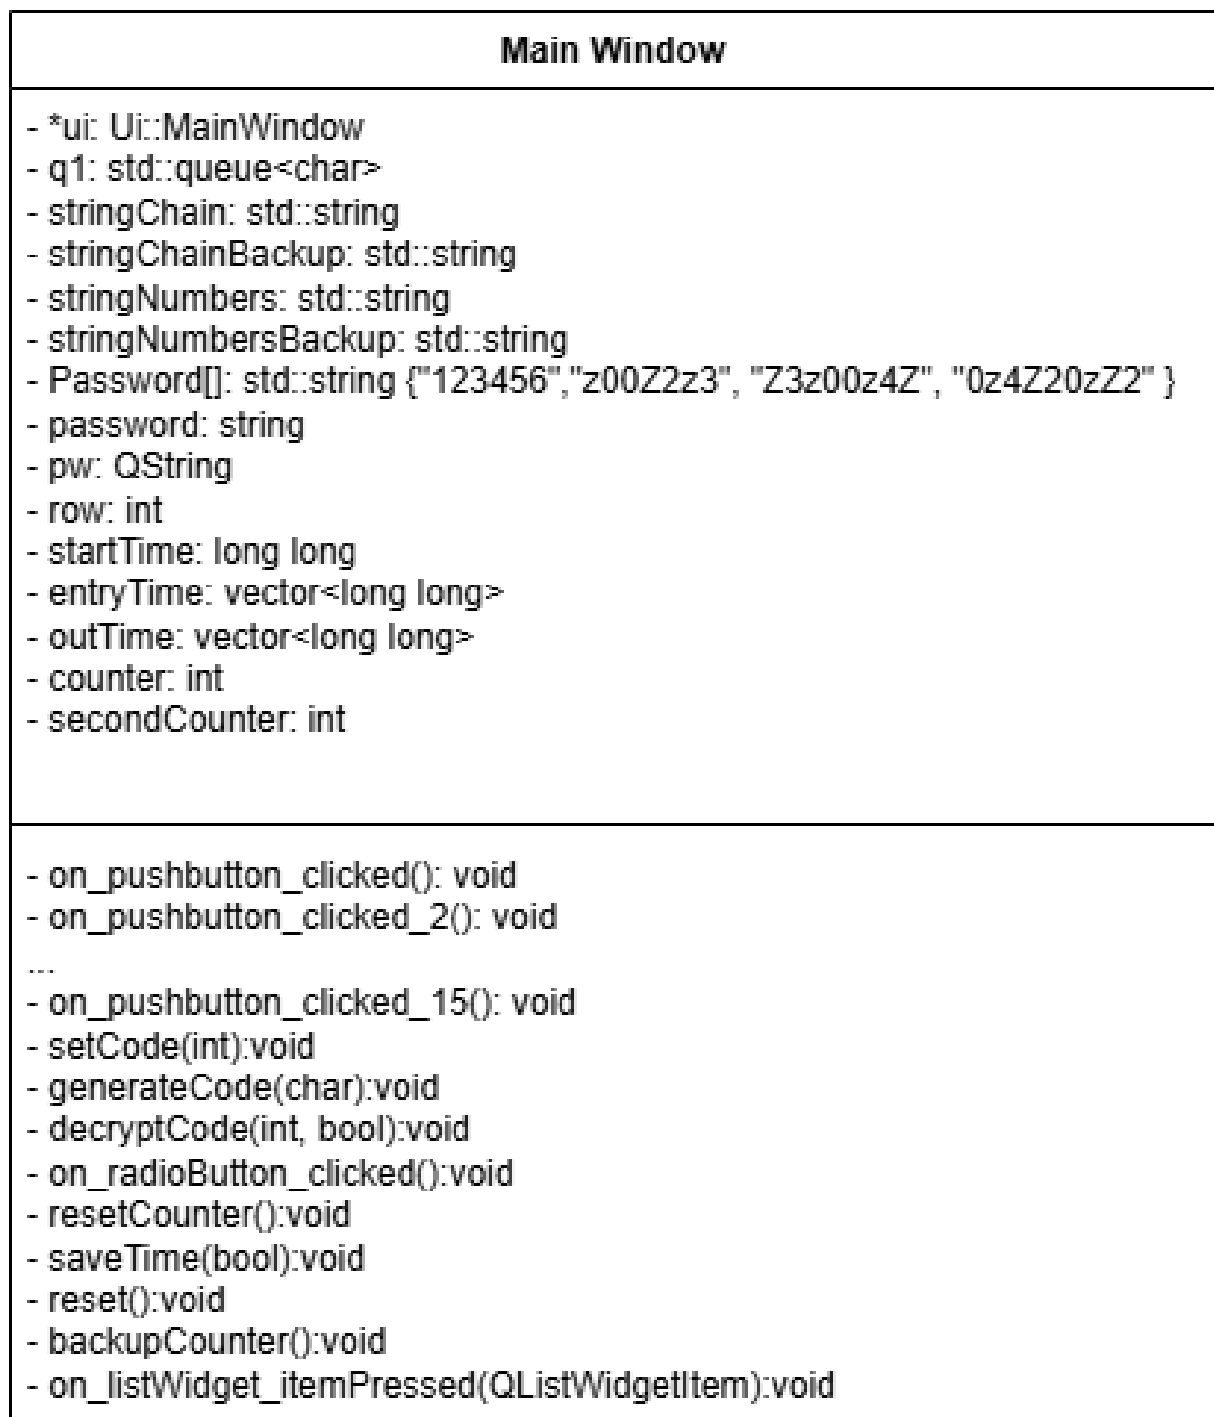 Main Window
- *ui: Ui::MainWindow
- q1: std::queue<char>
- stringChain: std::string
- stringChainBackup: std::string
- stringNumbers: std::string
- stringNumbersBackup: std::string
- Password[]: std::string {"123456","z00Z2z3", "Z3z00z4Z", "0z4Z20zZ2" }
- password: string
- pw: QString
- row: int
- startTime: long long
- entryTime: vector<long long>
- outTime: vector<long long>
- counter: int
- secondCounter: int
- on_pushbutton_clicked(): void
- on_pushbutton_clicked_2(): void
...
- on_pushbutton_clicked_15(): void
- setCode(int):void
- generateCode(char):void
- decryptCode(int, bool):void
- on_radioButton_clicked():void
- resetCounter():void
- saveTime(bool):void
- reset():void
- backupCounter():void
- on_listWidget_itemPressed(QListWidgetItem):void